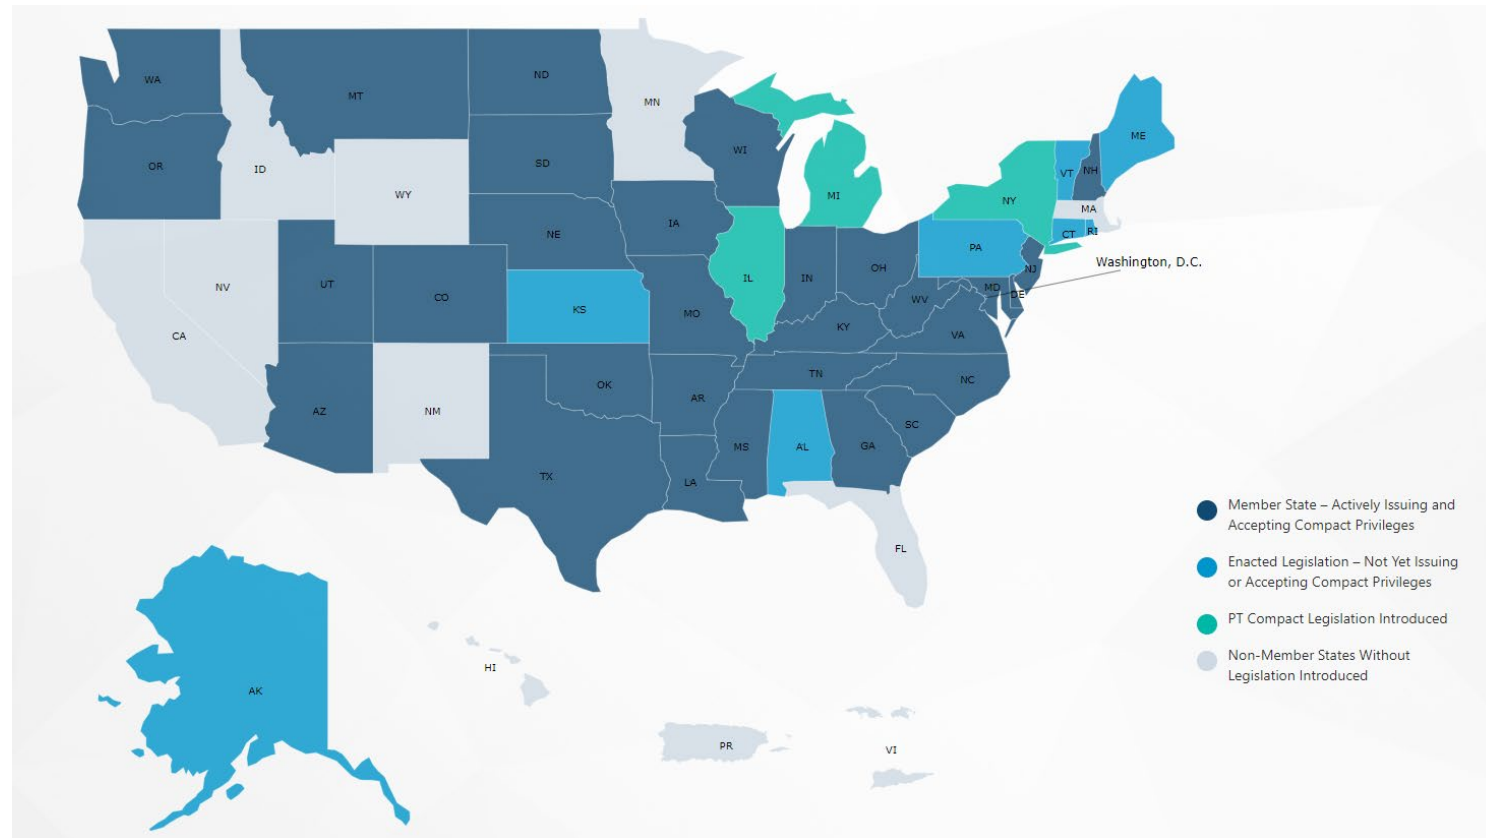 WA
MT
ND
MN
OR
ID
WY
SD
WI
MI
NY
VT
NH
ME
MA
CT
RI
NV
UT
CO
NE
IA
IL
IN
OH
PA
NJ
Washington, D.C.
CA
KS
MO
KY
WV
MD
DE
VA
AZ
NM
OK
AR
TN
NC
SC
TX
LA
MS
AL
GA
FL
AK
HI
PR
VI
Member State – Actively Issuing and
Accepting Compact Privileges
Enacted Legislation – Not Yet Issuing
or Accepting Compact Privileges
PT Compact Legislation Introduced
Non-Member States Without
Legislation Introduced